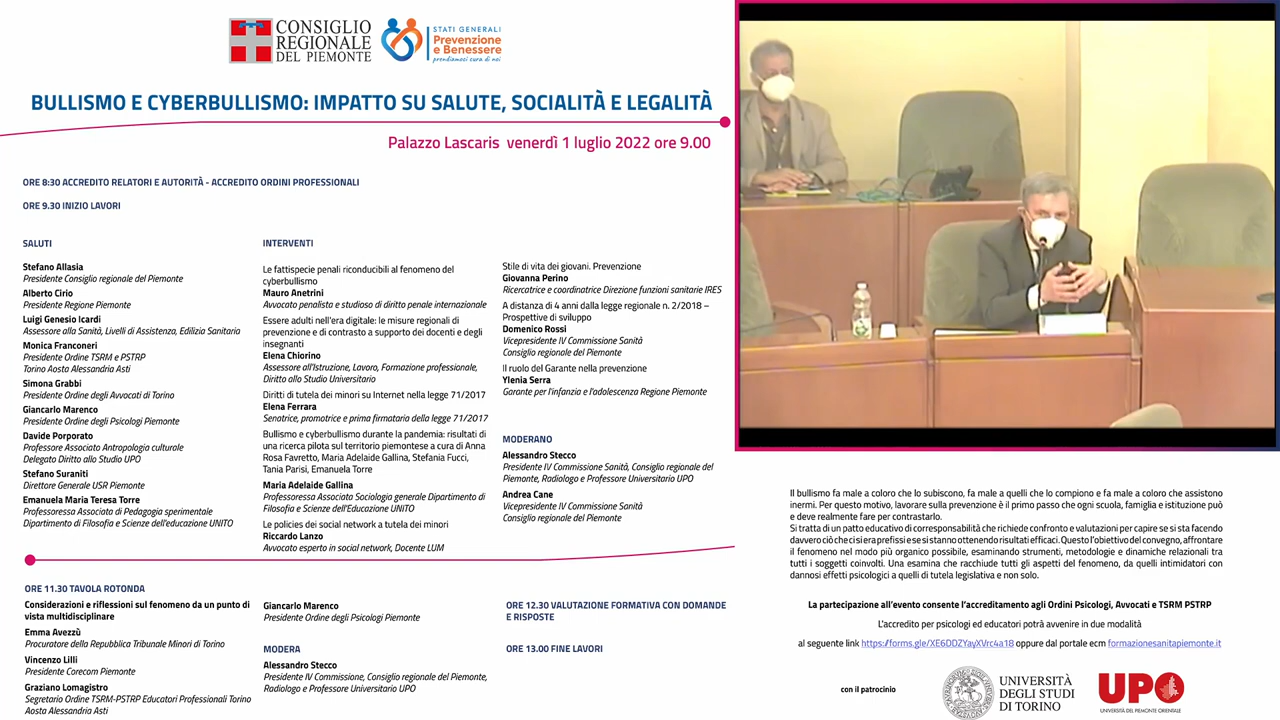 CONSIGLIO
REGIONALE
DEL PIEMONTE
STATI GENERALI
Prevenzione
e Benessere
prendiamoci cura di noi
BULLISMO E CYBERBULLISMO: IMPATTO SU SALUTE, SOCIALITÀ E LEGALITÀ
Palazzo Lascaris venerdì 1 luglio 2022 ore 9.00
ORE 8:30 ACCREDITO RELATORI E AUTORITÀ - ACCREDITO ORDINI PROFESSIONALI
ORE 9.30 INIZIO LAVORI
SALUTI
Stefano Allasia
Presidente Consiglio regionale del Piemonte
Alberto Cirio
Presidente Regione Piemonte
Luigi Genesio Icardi
Assessore alla Sanità, Livelli di Assistenza, Edilizia Sanitaria
Monica Franconeri
Presidente Ordine TSRM e PSTRP
Torino Aosta Alessandria Asti
Simona Grabbi
Presidente Ordine degli Avvocati di Torino
Giancarlo Marenco
Presidente Ordine degli Psicologi Piemonte
Davide Porporato
Professore Associato Antropologia culturale
Delegato Diritto allo Studio UPO
Stefano Suraniti
Direttore Generale USR Piemonte
Emanuela Maria Teresa Torre
Professoressa Associata di Pedagogia sperimentale
Dipartimento di Filosofia e Scienze dell'educazione UNITO
INTERVENTI
Le fattispecie penali riconducibili al fenomeno del
cyberbullismo
Mauro Anetrini
Avvocato penalista e studioso di diritto penale internazionale
Essere adulti nell'era digitale: le misure regionali di
prevenzione e di contrasto a supporto dei docenti e degli
insegnanti
Elena Chiorino
Assessore all'Istruzione, Lavoro, Formazione professionale,
Diritto allo Studio Universitario
Diritti di tutela dei minori su Internet nella legge 71/2017
Elena Ferrara
Senatrice, promotrice e prima firmataria della legge 71/2017
Bullismo e cyberbullismo durante la pandemia: risultati di
una ricerca pilota sul territorio piemontese a cura di Anna
Rosa Favretto, Maria Adelaide Gallina, Stefania Fucci,
Tania Parisi, Emanuela Torre
Maria Adelaide Gallina
Professoressa Associata Sociologia generale Dipartimento di
Filosofia e Scienze dell'Educazione UNITO
Le policies dei social network a tutela dei minori
Riccardo Lanzo
Avvocato esperto in social network, Docente LUM
Stile di vita dei giovani. Prevenzione
Giovanna Perino
Ricercatrice e coordinatrice Direzione funzioni sanitarie IRES
A distanza di 4 anni dalla legge regionale n. 2/2018 –
Prospettive di sviluppo
Domenico Rossi
Vicepresidente IV Commissione Sanità
Consiglio regionale del Piemonte
Il ruolo del Garante nella prevenzione
Ylenia Serra
Garante per l'infanzia e l'adolescenza Regione Piemonte
MODERANO
Alessandro Stecco
Presidente IV Commissione Sanità, Consiglio regionale del
Piemonte, Radiologo e Professore Universitario UPO
Andrea Cane
Vicepresidente IV Commissione Sanità
Consiglio regionale del Piemonte
ORE 11.30 TAVOLA ROTONDA
Considerazioni e riflessioni sul fenomeno da un punto di
vista multidisciplinare
Emma Avezzù
Procuratore della Repubblica Tribunale Minori di Torino
Vincenzo Lilli
Presidente Corecom Piemonte
Graziano Lomagistro
Segretario Ordine TSRM-PSTRP Educatori Professionali Torino
Aosta Alessandria Asti
Giancarlo Marenco
Presidente Ordine degli Psicologi Piemonte
MODERA
Alessandro Stecco
Presidente IV Commissione, Consiglio regionale del Piemonte,
Radiologo e Professore Universitario UPO
ORE 12.30 VALUTAZIONE FORMATIVA CON DOMANDE
E RISPOSTE
ORE 13.00 FINE LAVORI
Il bullismo fa male a coloro che lo subiscono, fa male a quelli che lo compiono e fa male a coloro che assistono
inermi. Per questo motivo, lavorare sulla prevenzione è il primo passo che ogni scuola, famiglia e istituzione può
e deve realmente fare per contrastarlo.
Si tratta di un patto educativo di corresponsabilità che richiede confronto e valutazioni per capire se si sta facendo
davvero ciò che ci si era prefissi e se si stanno ottenendo risultati efficaci. Questo l'obiettivo del convegno, affrontare
il fenomeno nel modo più organico possibile, esaminando strumenti, metodologie e dinamiche relazionali tra
tutti i soggetti coinvolti. Una esamina che racchiude tutti gli aspetti del fenomeno, da quelli intimidatori con
dannosi effetti psicologici a quelli di tutela legislativa e non solo.
La partecipazione all'evento consente l'accreditamento agli Ordini Psicologi, Avvocati e TSRM PSTRP
L'accredito per psicologi ed educatori potrà avvenire in due modalità
al seguente link https://forms.gle/XE6DDZYayXVrc4a18 oppure dal portale ecm formazionesanitapiemonte.it
con il patrocinio
UNIVERSITÀ
DEGLI STUDI
DI TORINO
UPO
UNIVERSITÀ DEL PIEMONTE ORIENTALE